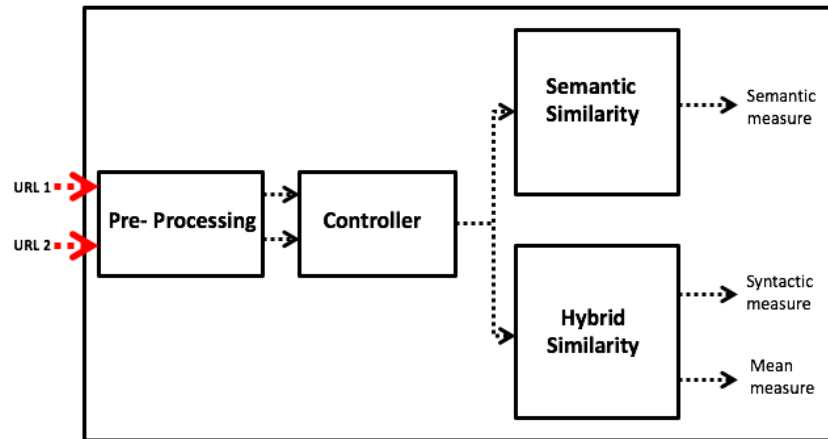 URL 1
URL 2
Pre- Processing
Controller
Semantic
Similarity
Semantic
measure
Hybrid
Similarity
Syntactic
measure
Mean
measure